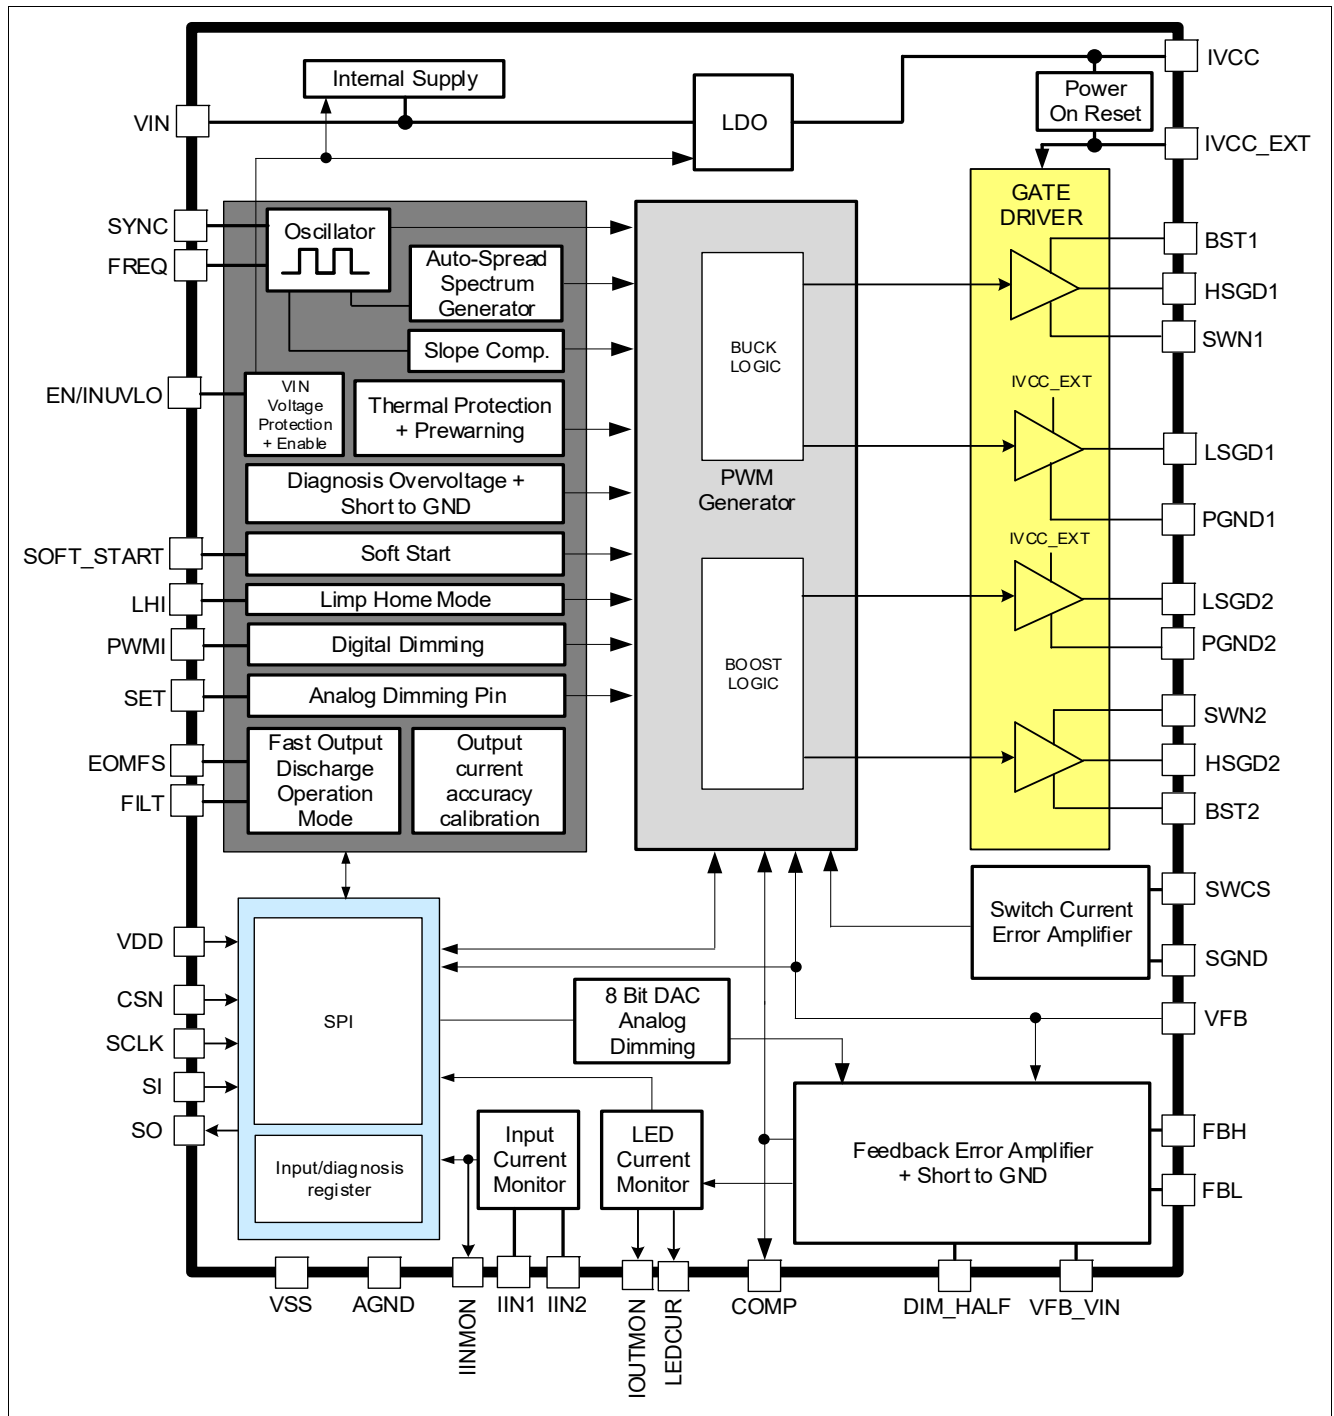 Internal Supply
VIN
LDO
Power
On Reset
IVCC
IVCC_EXT
SYNC
FREQ
Oscillator
Auto-Spread
Spectrum
Generator
Slope Comp.
EN/INUVLO
VIN
Voltage
Protection
+ Enable
Thermal Protection
+ Prewarning
Diagnosis Overvoltage +
Short to GND
SOFT_START
Soft Start
LHI
Limp Home Mode
PWMI
Digital Dimming
SET
Analog Dimming Pin
EOMFS
FILT
Fast Output
Discharge
Operation
Mode
Output
current
accuracy
calibration
BUCK
LOGIC
PWM
Generator
BOOST
LOGIC
GATE
DRIVER
IVCC_EXT
IVCC_EXT
BST1
HSGD1
SWN1
LSGD1
PGND1
LSGD2
PGND2
SWN2
HSGD2
BST2
Switch Current
Error Amplifier
SWCS
SGND
VFB
VDD
CSN
SCLK
SI
SO
SPI
Input/diagnosis
register
8 Bit DAC
Analog
Dimming
Input
Current
Monitor
LED
Current
Monitor
Feedback Error Amplifier
+ Short to GND
FBH
FBL
VSS
AGND
IINMON
IIN1
IIN2
IOUTMON
LEDCUR
COMP
DIM_HALF
VFB_VIN